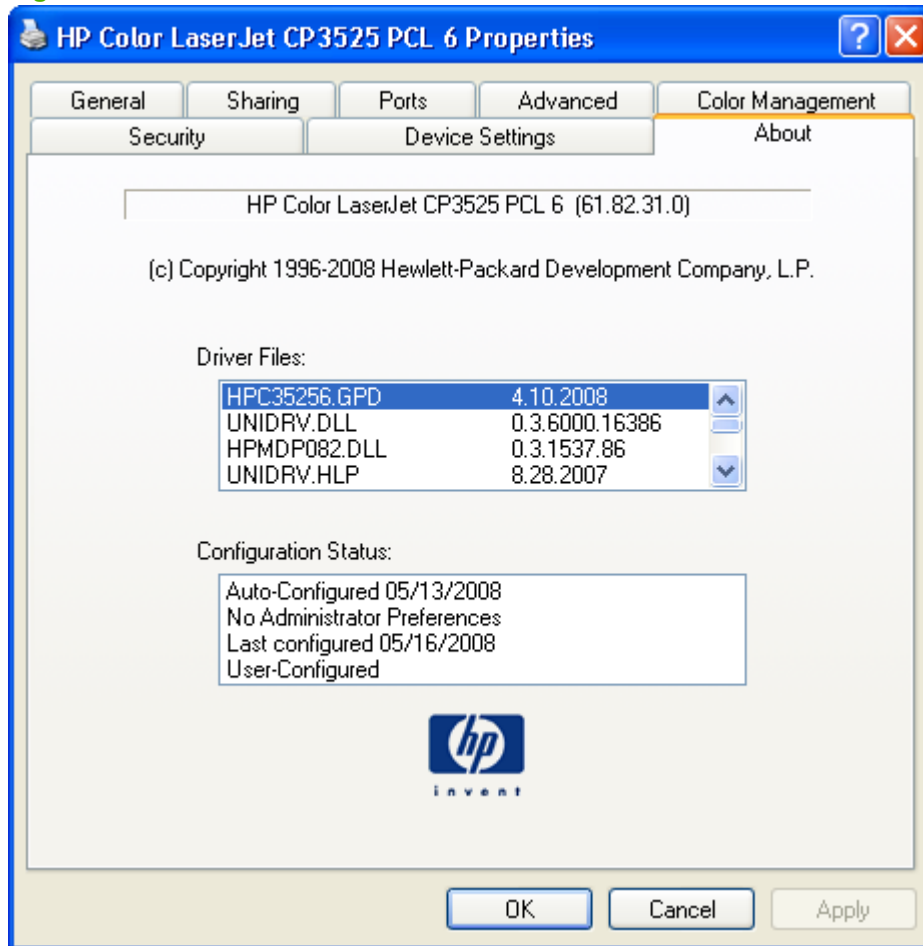 HP Color LaserJet CP3525 PCL 6 Properties
General Sharing Ports Advanced Color Management
Security Device Settings About
HP Color LaserJet CP3525 PCL 6 (61.82.31.0)
(c) Copyright 1996-2008 Hewlett-Packard Development Company, L.P.
Driver Files:
HPC35256.GPD 4.10.2008
UNIDRV.DLL 0.3.6000.16386
HPMDP082.DLL 0.3.1537.86
UNIDRV.HLP 8.28.2007
Configuration Status:
Auto-Configured 05/13/2008
No Administrator Preferences
Last configured 05/16/2008
User-Configured
hp
invent
OK Cancel Apply